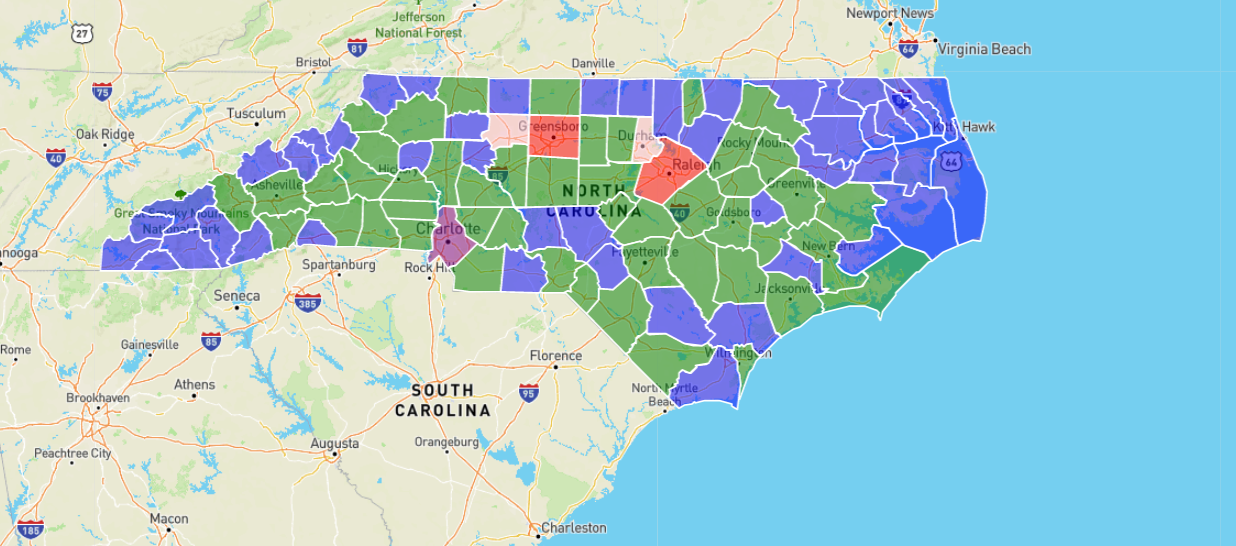 Jefferson
National Forest
Newport News
27
81
64
Virginia Beach
Bristol
Danville
75
Tusculum
Oak Ridge
40
Greensboro
Durham
Kitty Hawk
Rocky Mount
64
Hickory
85
Raleigh
Asheville
NORTH
CAROLINA
Greenville
Great Smoky Mountains
National Park
40
Goldsboro
Charlotte
New Bern
Fayetteville
Spartanburg
Rock Hill
Jacksonville
Seneca
385
85
Rome
Gainesville
Florence
Wilmington
Athens
SOUTH
CAROLINA
95
North Myrtle
Beach
Brookhaven
Augusta
Orangeburg
Peachtree City
Macon
185
Charleston